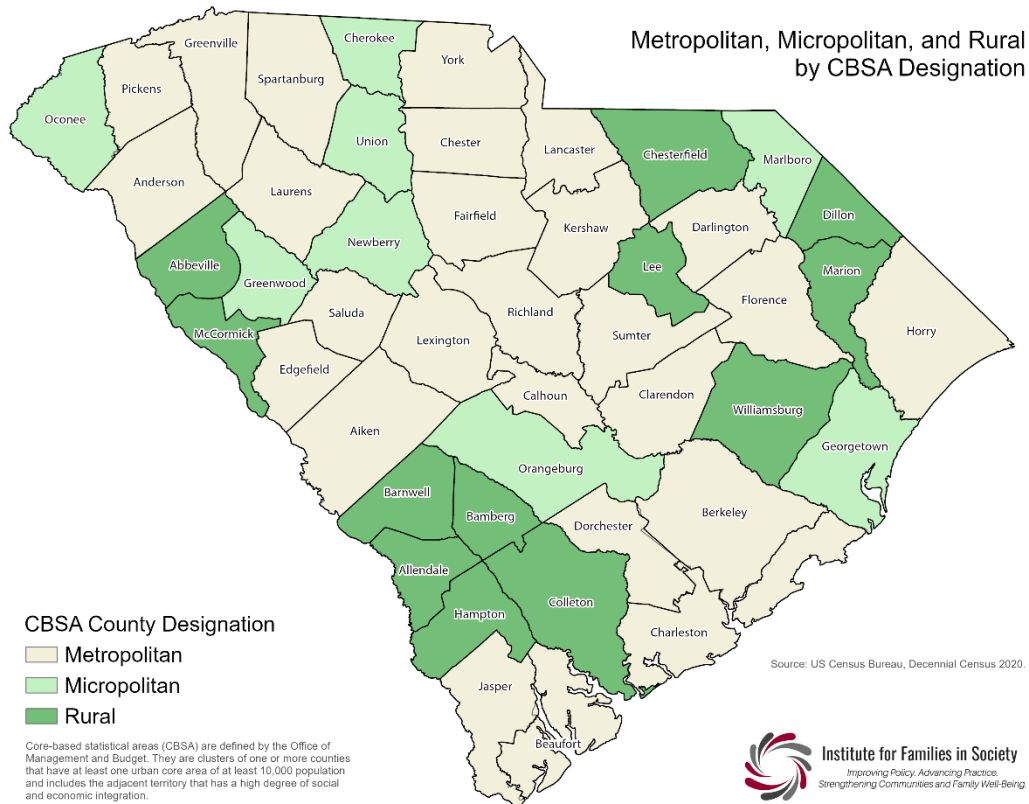 Metropolitan, Micropolitan, and Rural
by CBSA Designation
Greenville
Cherokee
York
Spartanburg
Pickens
Oconee
Union
Chester
Lancaster
Chesterfield
Marlboro
Anderson
Laurens
Fairfield
Kershaw
Darlington
Dillon
Newberry
Abbeville
Lee
Marion
Greenwood
Saluda
Richland
Florence
McCormick
Lexington
Sumter
Horry
Edgefield
Calhoun
Clarendon
Williamsburg
Aiken
Georgetown
Orangeburg
Barnwell
Bamberg
Dorchester
Berkeley
Allendale
Colleton
Hampton
Charleston
Jasper
Beaufort
CBSA County Designation
Metropolitan
Micropolitan
Rural
Core-based statistical areas (CBSA) are defined by the Office of
Management and Budget. They are clusters of one or more counties
that have at least one urban core area of at least 10,000 population
and includes the adjacent territory that has a high degree of social
and economic integration.
Source: US Census Bureau, Decennial Census 2020.
Institute for Families in Society
Improving Policy. Advancing Practice.
Strengthening Communities and Family Well-Being.